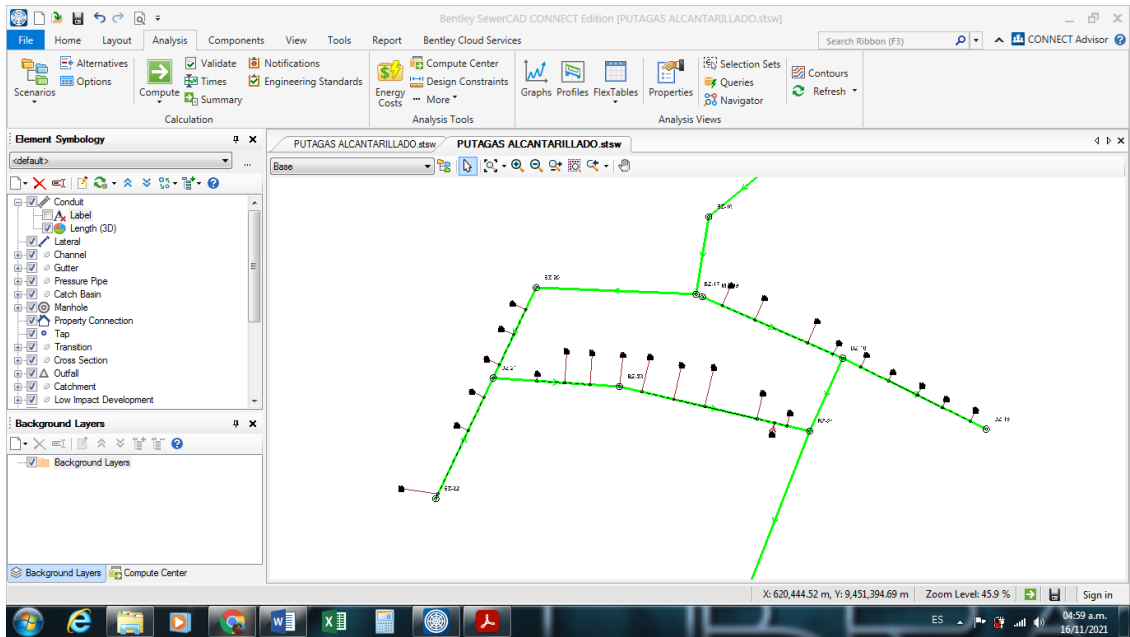 Bentley SewerCAD CONNECT Edition [PUTAGAS ALCANTARILLADO.stsw]
File Home Layout Analysis Components View Tools Report Bentley Cloud Services Search Ribbon (F3) CONNECT Advisor
Scenarios
Alternatives
Options
Compute
Validate
Times
Summary
Notifications
Engineering Standards
Calculation
Energy Costs
Compute Center
Design Constraints
More
Analysis Tools
Graphs Profiles FlexTables Properties
Selection Sets
Queries
Navigator
Contours
Refresh
Analysis Views
Element Symbology
<default>
...
Conduit
Label
Length (3D)
Lateral
Channel
Gutter
Pressure Pipe
Catch Basin
Manhole
Property Connection
Tap
Transition
Cross Section
Outfall
Catchment
Low Impact Development
Background Layers
Background Layers
Background Layers Compute Center
PUTAGAS ALCANTARILLADO.stsw PUTAGAS ALCANTARILLADO.stsw
Base
BZ-20
BZ-23
BZ-22
X: 620,444.52 m, Y: 9,451,394.69 m Zoom Level: 45.9 % Sign in
ES 04:59 a.m.
16/11/2021